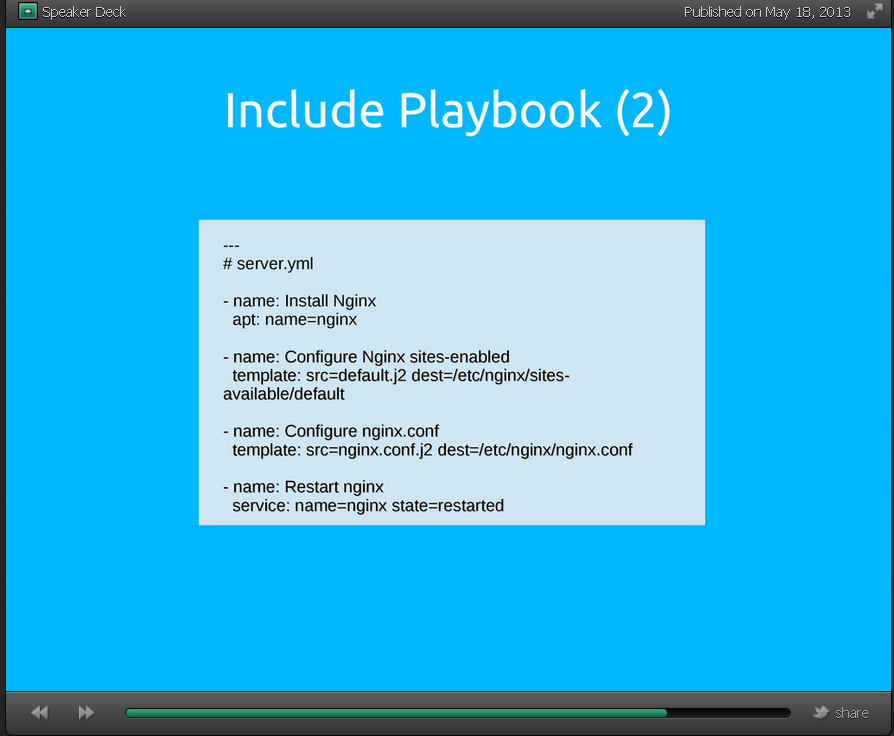 Speaker Deck
Published on May 18, 2013
Include Playbook (2)
---
# server.yml
- name: Install Nginx
apt: name=nginx
- name: Configure Nginx sites-enabled
template: src=default.j2 dest=/etc/nginx/sites-
available/default
- name: Configure nginx.conf
template: src=nginx.conf.j2 dest=/etc/nginx/nginx.conf
- name: Restart nginx
service: name=nginx state=restarted
share